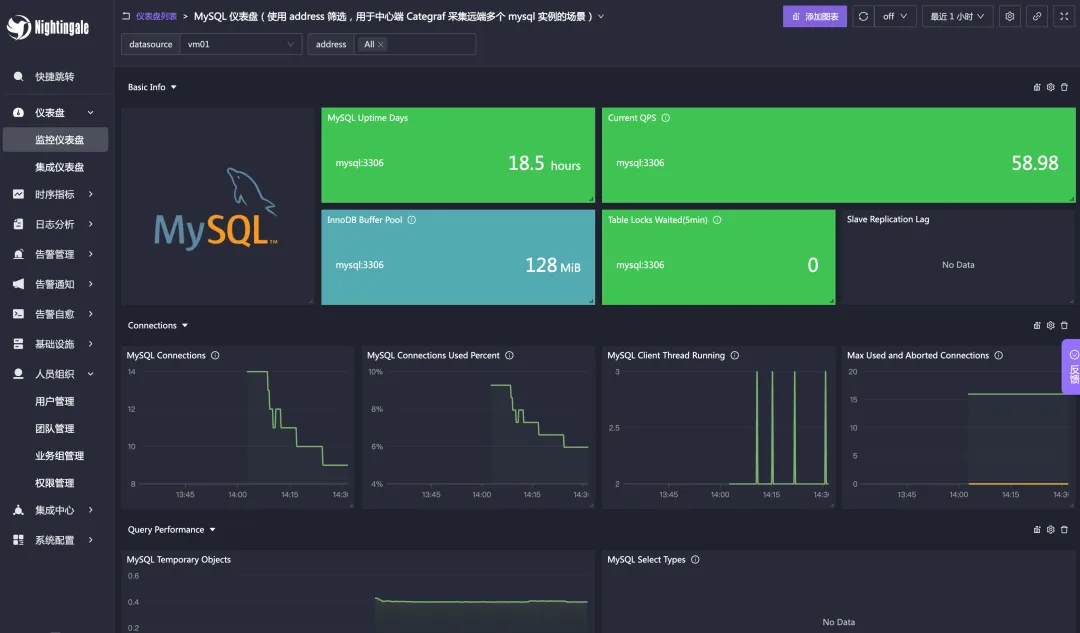 Nightingale
快捷跳转
仪表盘
监控仪表盘
集成仪表盘
时序指标
日志分析
告警管理
告警通知
告警自愈
基础设施
人员组织
用户管理
团队管理
业务组管理
权限管理
集成中心
系统配置
仪表盘列表 > MySQL 仪表盘（使用 address 筛选，用于中心端 Categraf 采集远端多个 mysql 实例的场景）
添加图表
off
最近 1 小时
datasource vm01
address All
Basic Info
MySQL
TM
MySQL Uptime Days
mysql:3306
18.5 hours
Current QPS
mysql:3306
58.98
InnoDB Buffer Pool
mysql:3306
128 MiB
Table Locks Waited(5min)
mysql:3306
0
Slave Replication Lag
No Data
Connections
MySQL Connections
14
12
10
8
13:45 14:00 14:15 14:3
MySQL Connections Used Percent
10%
8%
6%
4%
13:45 14:00 14:15 14:3
MySQL Client Thread Running
3
2.5
2
13:45 14:00 14:15 14:3
Max Used and Aborted Connections
20
15
10
5
0
13:45 14:00 14:15 14:3
反馈
Query Performance
MySQL Temporary Objects
0.6
0.4
0.2
MySQL Select Types
No Data